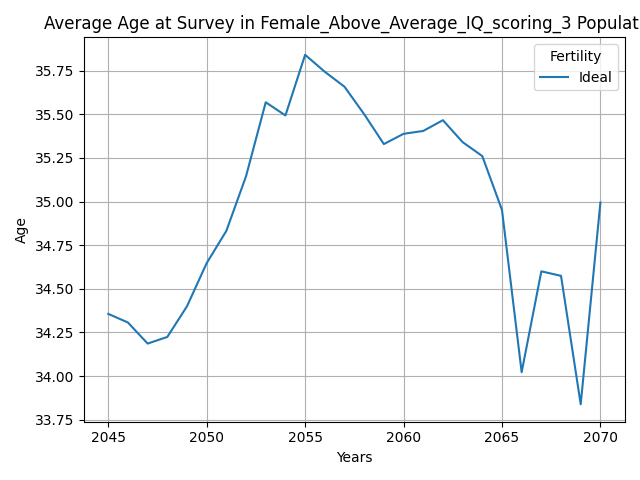 Average Age at Survey in Female_Above_Average_IQ_scoring_3 Populat
Fertility
Ideal
35.75
35.50
35.25
35.00
34.75
34.50
34.25
34.00
33.75
Age
2045 2050 2055 2060 2065 2070
Years